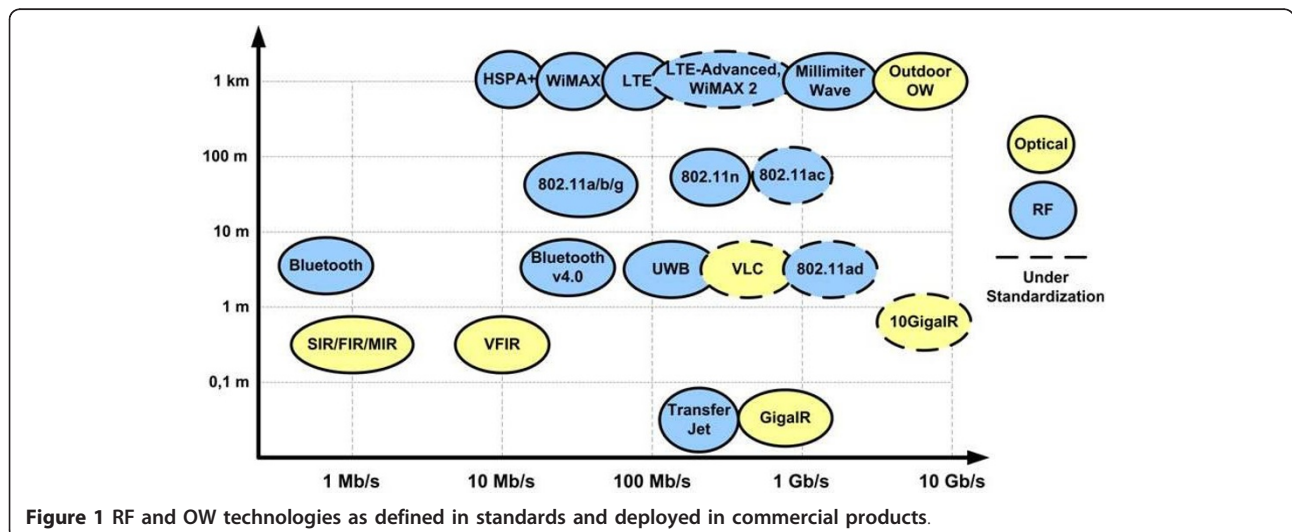 1 km
HSPA+
WiMAX
LTE
LTE-Advanced,
WiMAX 2
Millimiter
Wave
Outdoor
OW
100 m
802.11a/b/g
802.11n
802.11ac
10 m
Bluetooth
Bluetooth
v4.0
UWB
VLC
802.11ad
1 m
SIR/FIR/MIR
VFIR
10GigaIR
0,1 m
Transfer
Jet
GigaIR
1 Mb/s
10 Mb/s
100 Mb/s
1 Gb/s
10 Gb/s
Optical
RF
Under
Standardization
Figure 1 RF and OW technologies as defined in standards and deployed in commercial products.